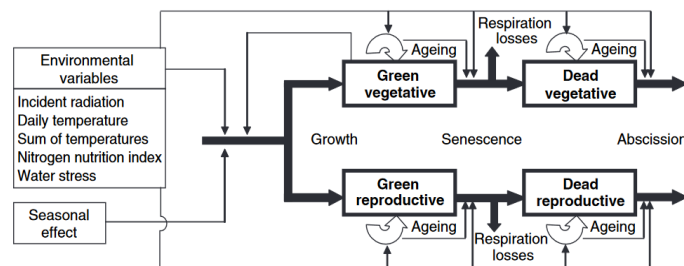 Environmental
variables
Incident radiation
Daily temperature
Sum of temperatures
Nitrogen nutrition index
Water stress
Seasonal
effect
Growth
Ageing
Green
vegetative
Respiration
losses
Senescence
Ageing
Dead
vegetative
Abscission
Green
reproductive
Ageing
Respiration
losses
Dead
reproductive
Ageing